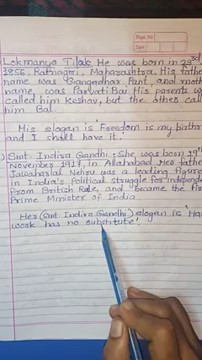 Page No.
Date
Lokmanya Tilak He was born in 23rd
1856, Ratnagiri, Maharashtra, His fathe
name was Gangadhar Pant, and moth
name, was Parvati Bai His parents u
called him Keshav, but the other call
him Bal.
His slogan is "Freedom is my birthr
and I shall have it".
) Smt. Indira Gandhi: She was born 19th
November 1917, in Allahabad Her fathe
Jawaharlal Nehru was a leading figure
in India's Political Struggle for independ
From British Rule, and became the fir
Prime Minister of India
Her (Smt Indira Gandhi) slogan is "Ha
work has no substitute".